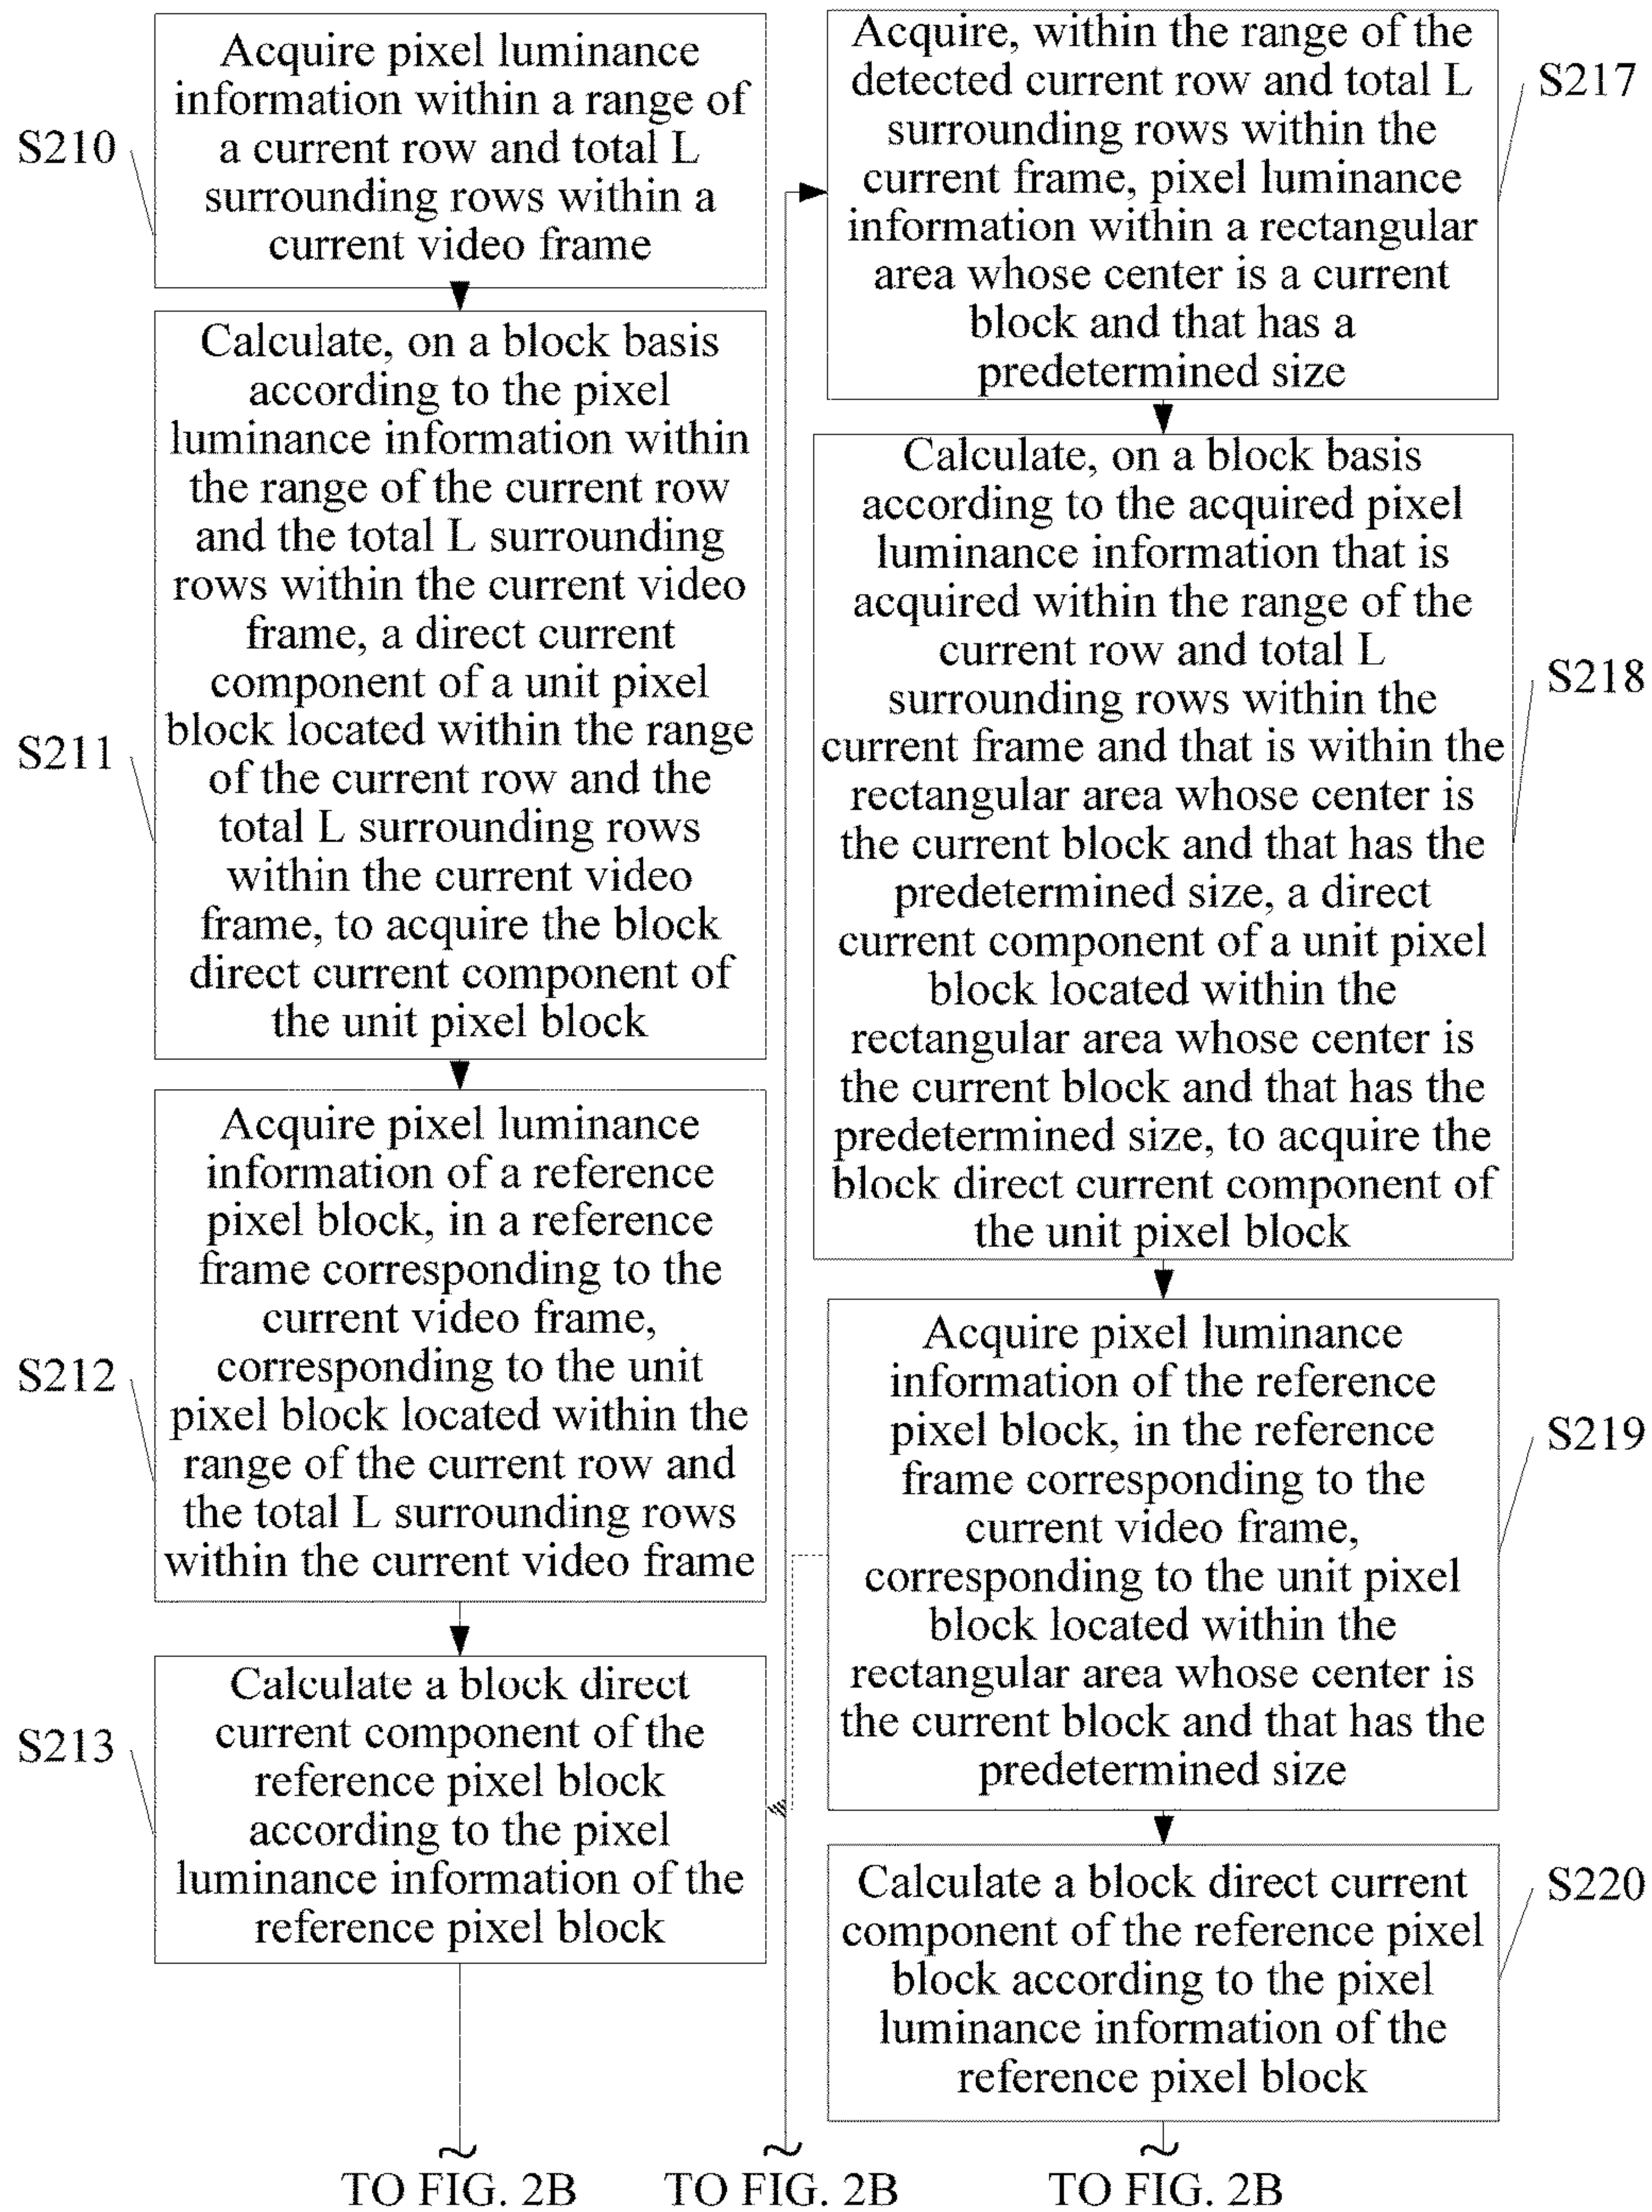 S210
Acquire pixel luminance
information within a range of
a current row and total L
surrounding rows within a
current video frame
S211
Calculate, on a block basis
according to the pixel
luminance information within
the range of the current row
and the total L surrounding
rows within the current video
frame, a direct current
component of a unit pixel
block located within the range
of the current row and the
total L surrounding rows
within the current video
frame, to acquire the block
direct current component of
the unit pixel block
S212
Acquire pixel luminance
information of a reference
pixel block, in a reference
frame corresponding to the
current video frame,
corresponding to the unit
pixel block located within the
range of the current row and
the total L surrounding rows
within the current video frame
S213
Calculate a block direct
current component of the
reference pixel block
according to the pixel
luminance information of the
reference pixel block
TO FIG. 2B
TO FIG. 2B
S217
Acquire, within the range of the
detected current row and total L
surrounding rows within the
current frame, pixel luminance
information within a rectangular
area whose center is a current
block and that has a
predetermined size
S218
Calculate, on a block basis
according to the acquired pixel
luminance information that is
acquired within the range of the
current row and total L
surrounding rows within the
current frame and that is within the
rectangular area whose center is
the current block and that has the
predetermined size, a direct
current component of a unit pixel
block located within the
rectangular area whose center is
the current block and that has the
predetermined size, to acquire the
block direct current component of
the unit pixel block
S219
Acquire pixel luminance
information of the reference
pixel block, in the reference
frame corresponding to the
current video frame,
corresponding to the unit pixel
block located within the
rectangular area whose center is
the current block and that has the
predetermined size
S220
Calculate a block direct current
component of the reference pixel
block according to the pixel
luminance information of the
reference pixel block
TO FIG. 2B